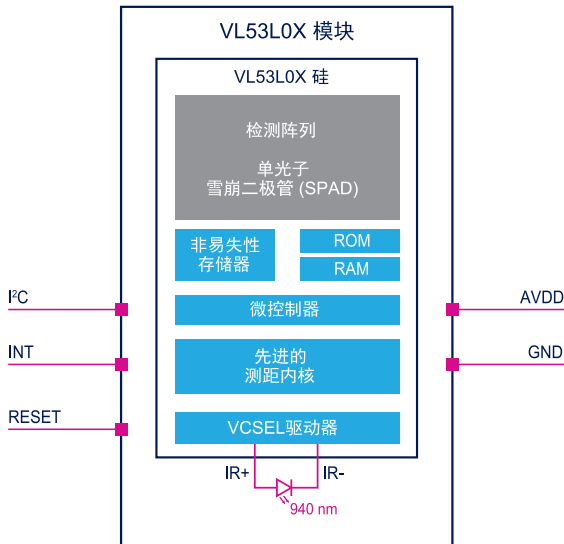 VL53L0X 模块
VL53L0X 硅
检测阵列
单光子
雪崩二极管 (SPAD)
非易失性
存储器
ROM
RAM
I²C
微控制器
AVDD
INT
先进的
测距内核
GND
RESET
VCSEL驱动器
IR+
IR-
940 nm